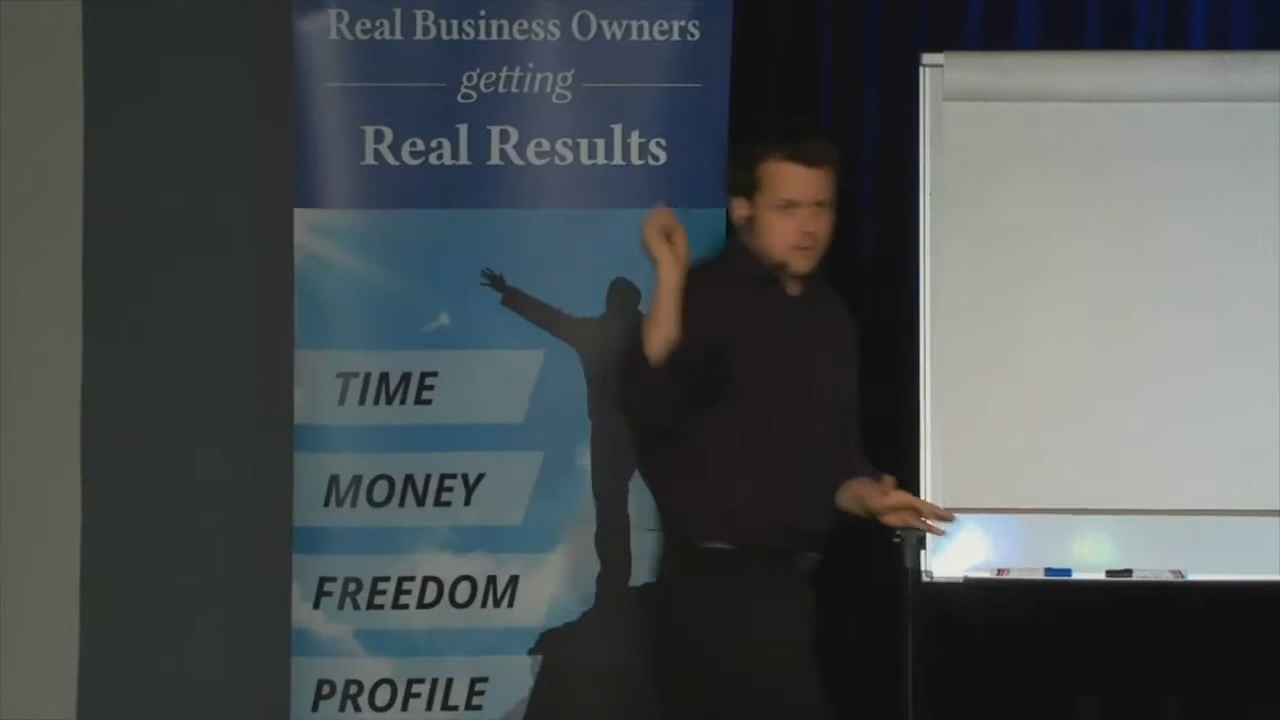 Real Business Owners
getting
Real Results
TIME
MONEY
FREEDOM
PROFILE